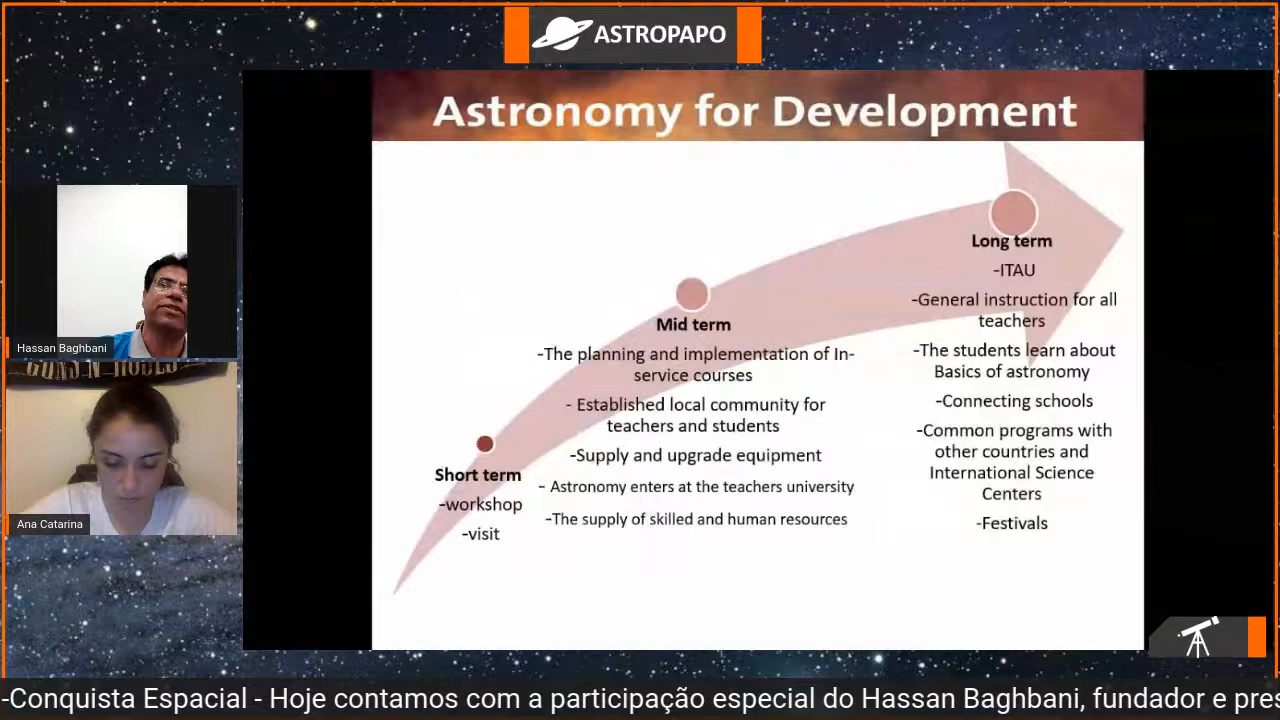 ASTROPAPO
Astronomy for Development
Long term
-ITAU
-General instruction for all
teachers
-The students learn about
Basics of astronomy
-Connecting schools
-Common programs with
other countries and
International Science
Centers
-Festivals
Mid term
-The planning and implementation of In-
service courses
- Established local community for
teachers and students
-Supply and upgrade equipment
- Astronomy enters at the teachers university
-The supply of skilled and human resources
Short term
-workshop
-visit
Hassan Baghbani
GUNS N' ROSES
Ana Catarina
-Conquista Espacial - Hoje contamos com a participação especial do Hassan Baghbani, fundador e pres